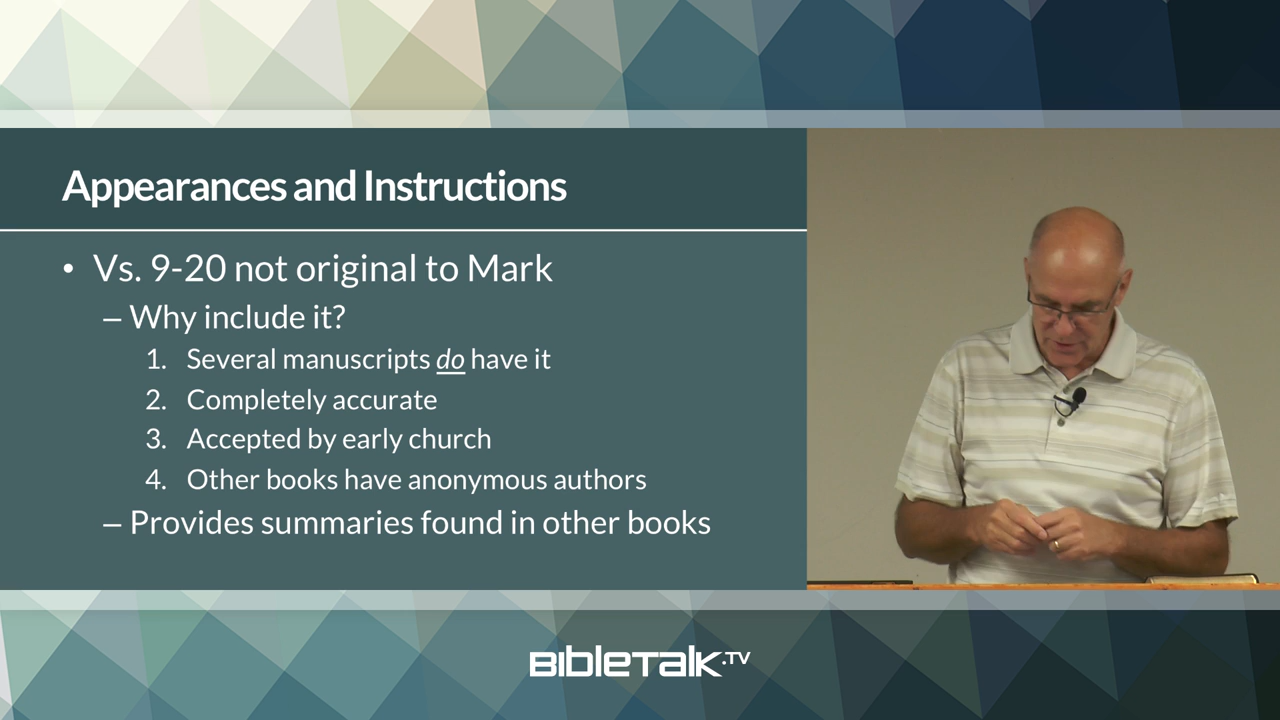 Appearances and Instructions
• Vs. 9-20 not original to Mark
– Why include it?
1. Several manuscripts do have it
2. Completely accurate
3. Accepted by early church
4. Other books have anonymous authors
– Provides summaries found in other books
BIBLETALK.TV